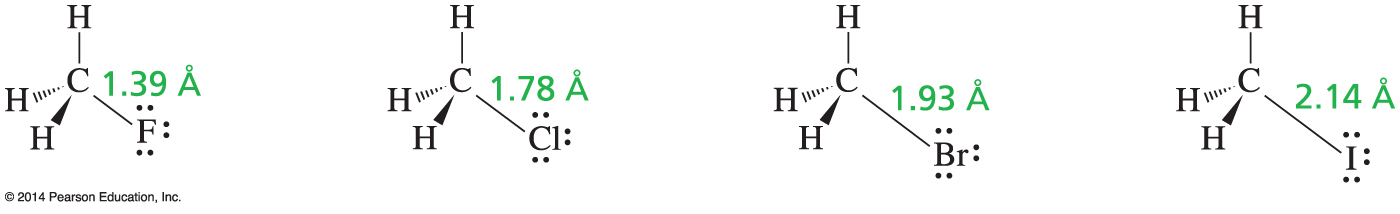 H H H H
C 1.39 Å C 1.78 Å C 1.93 Å C 2.14 Å
H H H H
H F H Cl H Br H I
© 2014 Pearson Education, Inc.